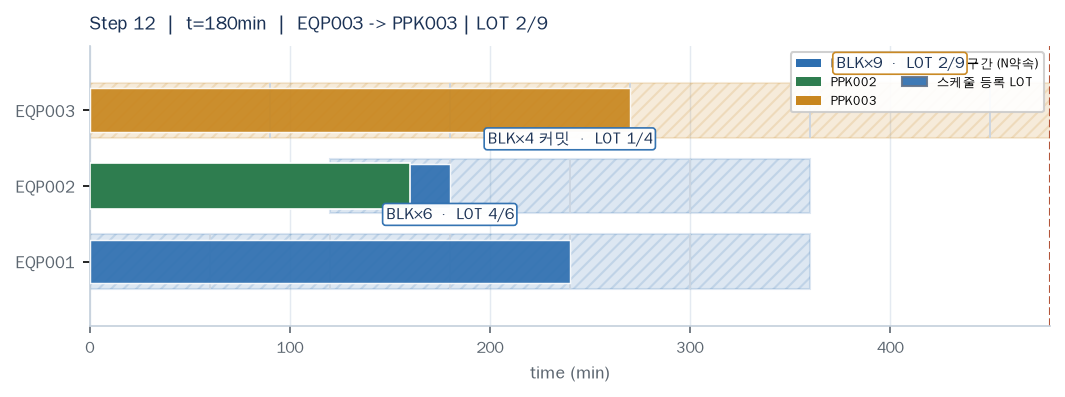 Step 12 | t=180min | EQP003 -> PPK003 | LOT 2/9
BLK×9 · LOT 2/9
구간 (N약속)
PPK002
스케줄 등록 LOT
PPK003
EQP003
BLK×4 커밋 · LOT 1/4
EQP002
BLK×6 · LOT 4/6
EQP001
0
100
200
300
400
time (min)